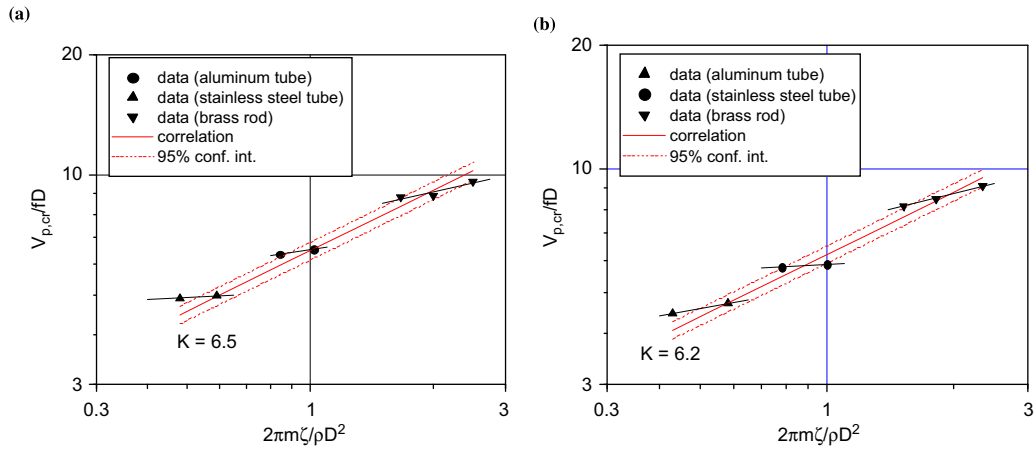 (a)
20
10
3
V_p,cr/fD
data (aluminum tube)
data (stainless steel tube)
data (brass rod)
correlation
95% conf. int.
K = 6.5
0.3
1
3
2πmζ/ρD²
(b)
20
10
3
V_p,cr/fD
data (aluminum tube)
data (stainless steel tube)
data (brass rod)
correlation
95% conf. int.
K = 6.2
0.3
1
3
2πmζ/ρD²